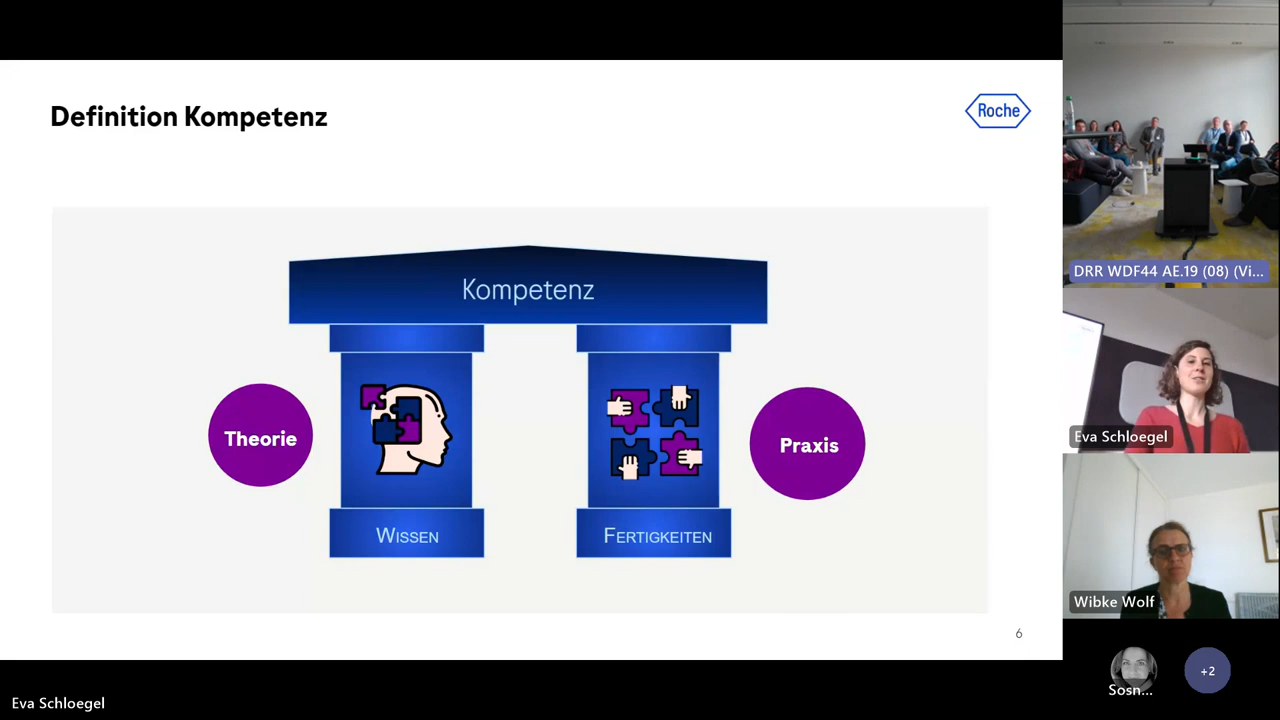 Definition Kompetenz
Roche
Kompetenz
Theorie
Praxis
WISSEN
FERTIGKEITEN
6
DRR WDF44 AE.19 (08) (Vi...
Eva Schloegel
Wibke Wolf
Sosn...
+2
Eva Schloegel